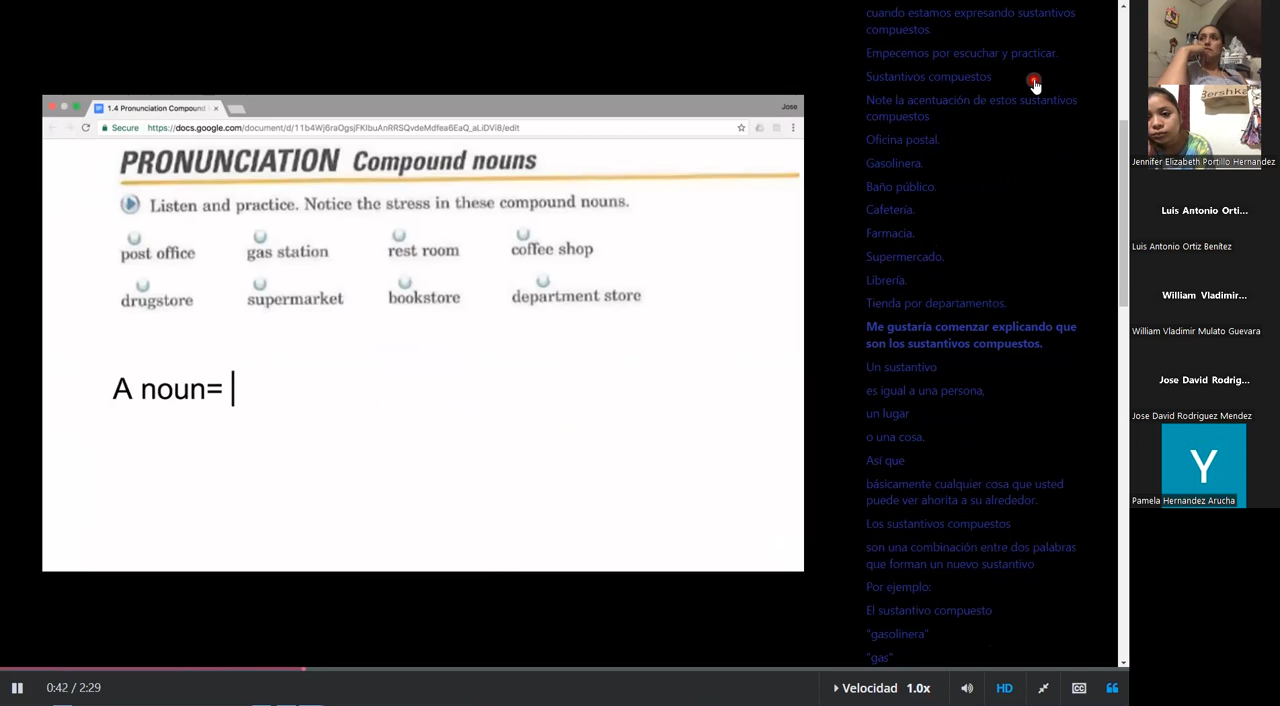 1.4 Pronunciation Compound
Jose
Secure
https://docs.google.com/document/d/11b4Wj6raOgsjFKIbuAnRRSQvdeMdfea6EaQ_aLiDVi8/edit
PRONUNCIATION Compound nouns
Listen and practice. Notice the stress in these compound nouns.
post office gas station rest room coffee shop
drugstore supermarket bookstore department store
A noun=
cuando estamos expresando sustantivos
compuestos.
Empecemos por escuchar y practicar.
Sustantivos compuestos
Note la acentuación de estos sustantivos
compuestos
Oficina postal.
Gasolinera.
Baño público.
Cafetería.
Farmacia.
Supermercado.
Librería.
Tienda por departamentos.
Me gustaría comenzar explicando que
son los sustantivos compuestos.
Un sustantivo
es igual a una persona,
un lugar
o una cosa.
Así que
básicamente cualquier cosa que usted
puede ver ahorita a su alrededor.
Los sustantivos compuestos
son una combinación entre dos palabras
que forman un nuevo sustantivo
Por ejemplo:
El sustantivo compuesto
"gasolinera"
"gas"
Bershka
Jennifer Elizabeth Portillo Hernandez
Luis Antonio Orti...
Luis Antonio Ortiz Benítez
William Vladimir...
William Vladimir Mulato Guevara
Jose David Rodrig...
Jose David Rodriguez Mendez
Y
Pamela Hernandez Arucha
0:42 / 2:29
Velocidad 1.0x
HD
CC